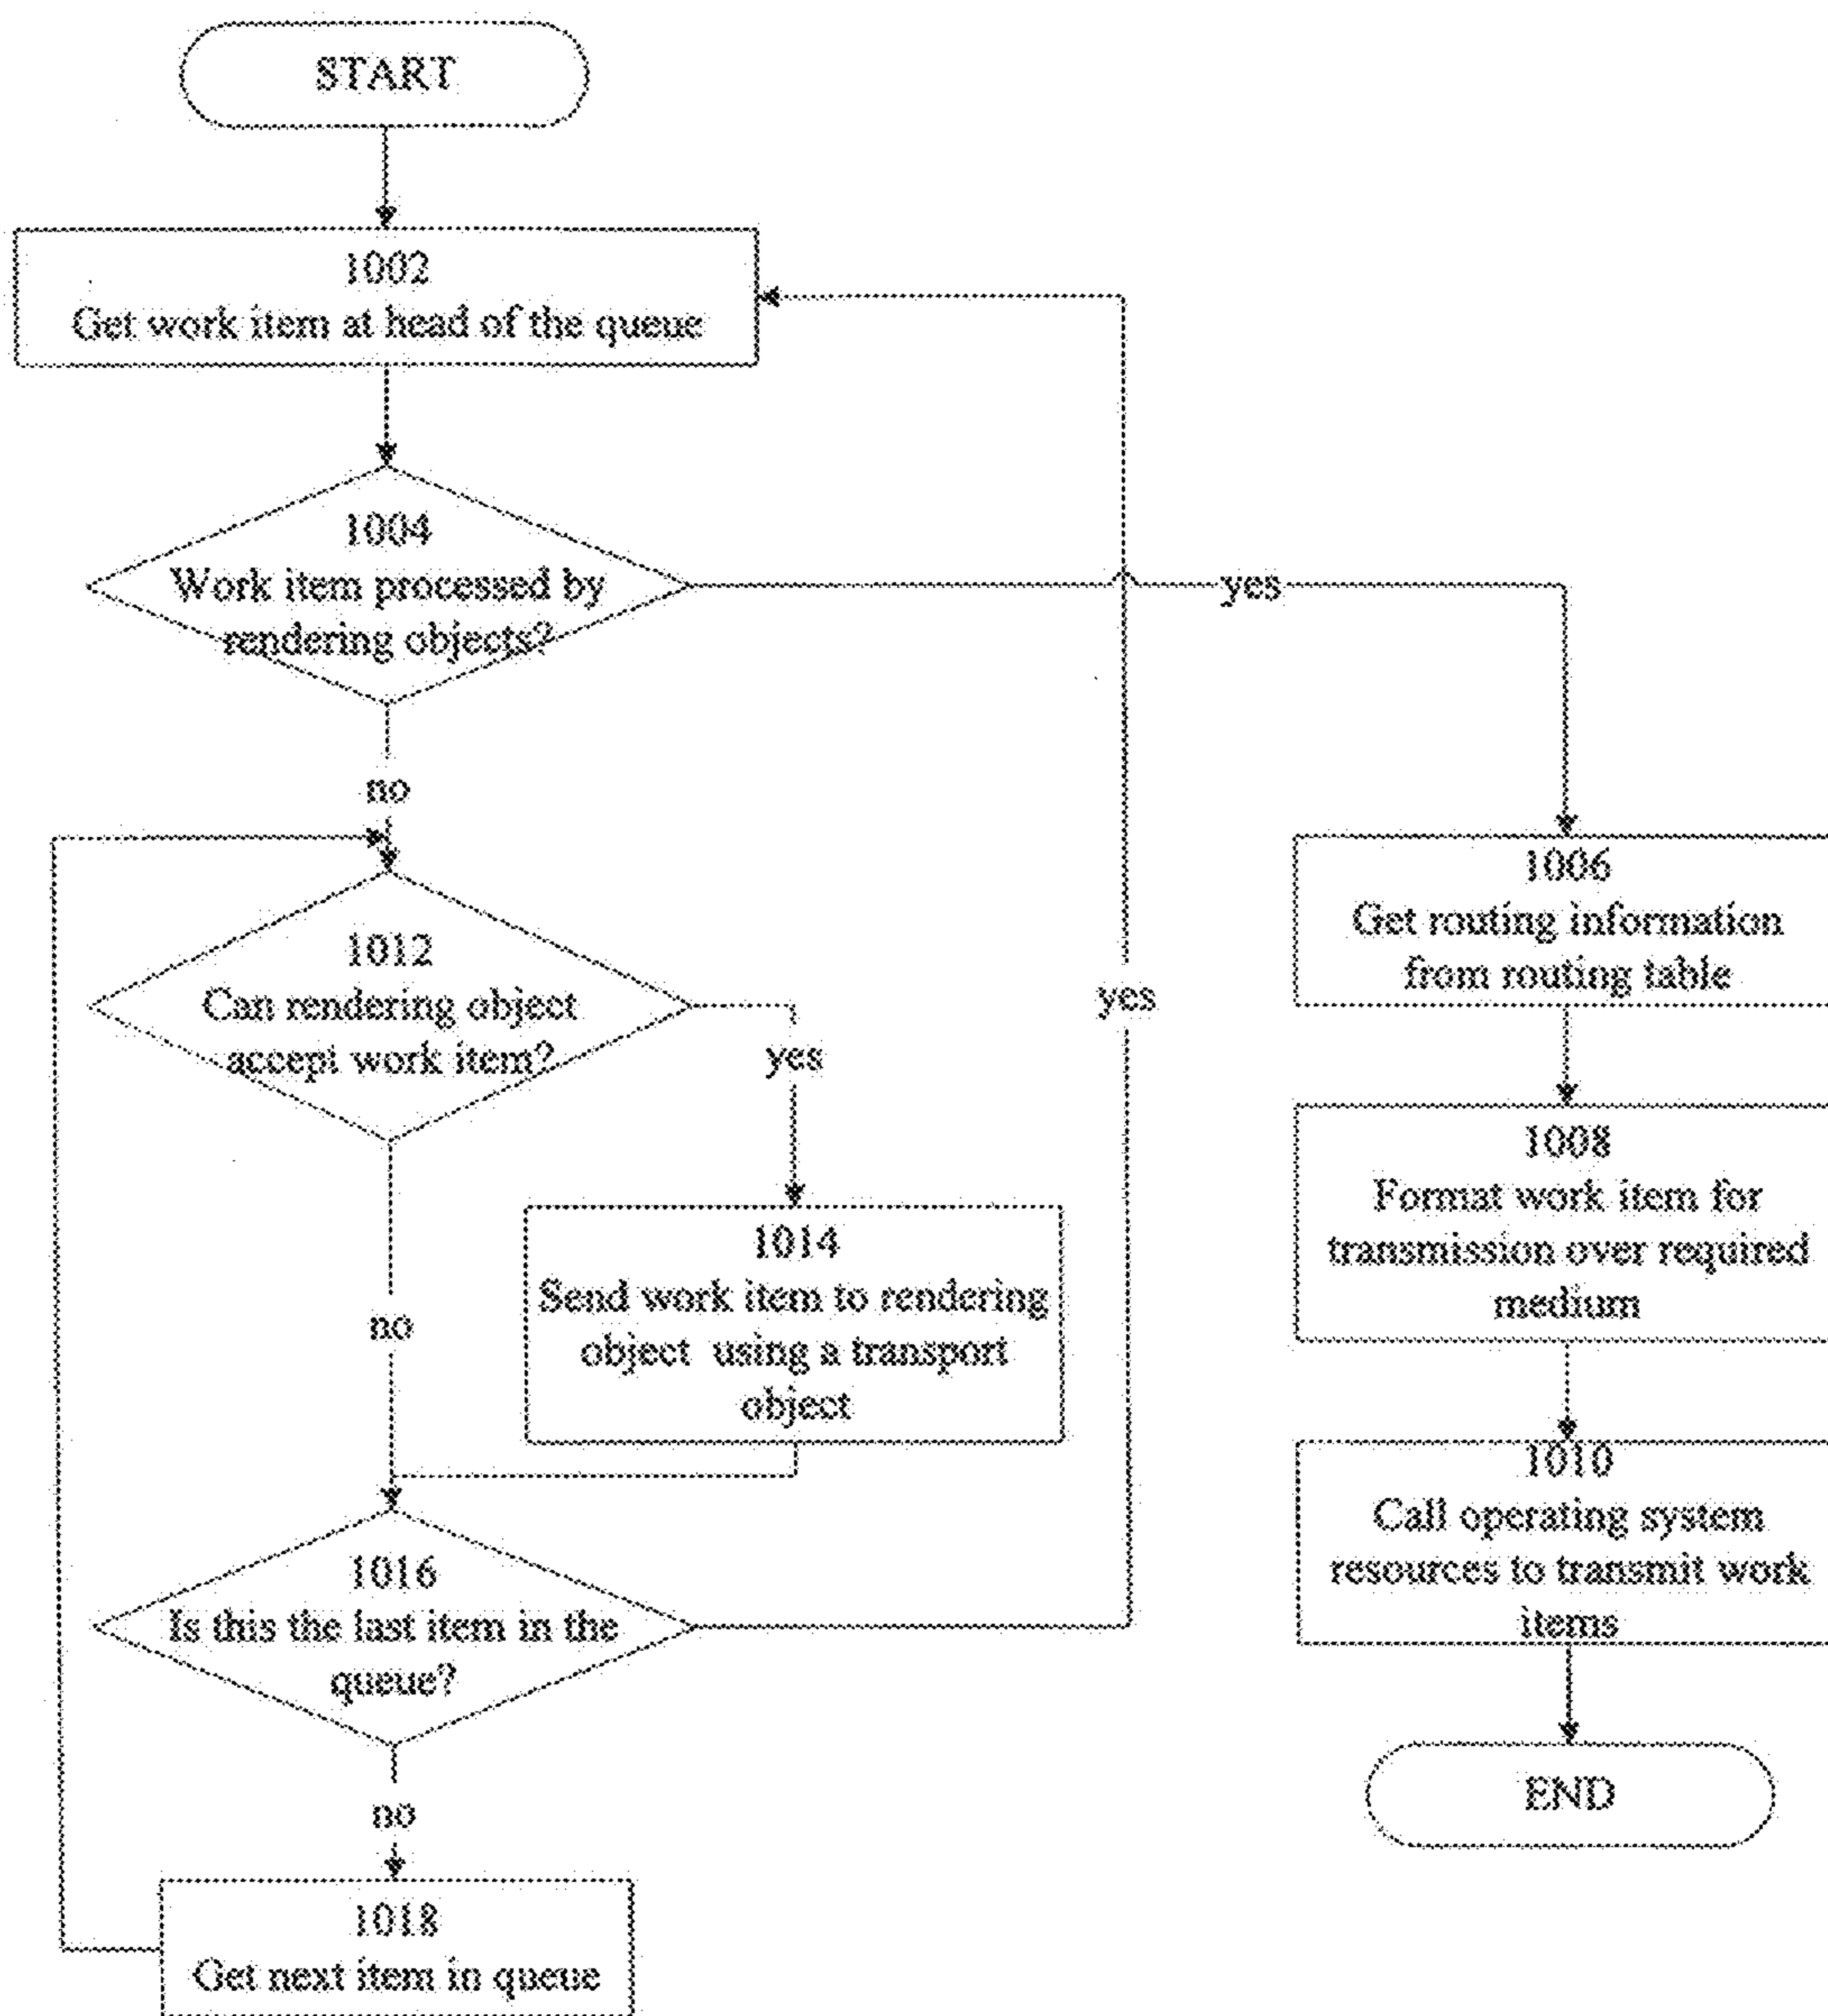 START
1002
Get work item at head of the queue
1004
Work item processed by
rendering objects?
yes
no
1006
Get routing information
from routing table
1012
Can rendering object
accept work item?
yes
yes
1008
Format work item for
transmission over required
medium
1014
Send work item to rendering
object using a transport
object
no
1010
Call operating system
resources to transmit work
items
1016
Is this the last item in the
queue?
no
END
1018
Get next item in queue